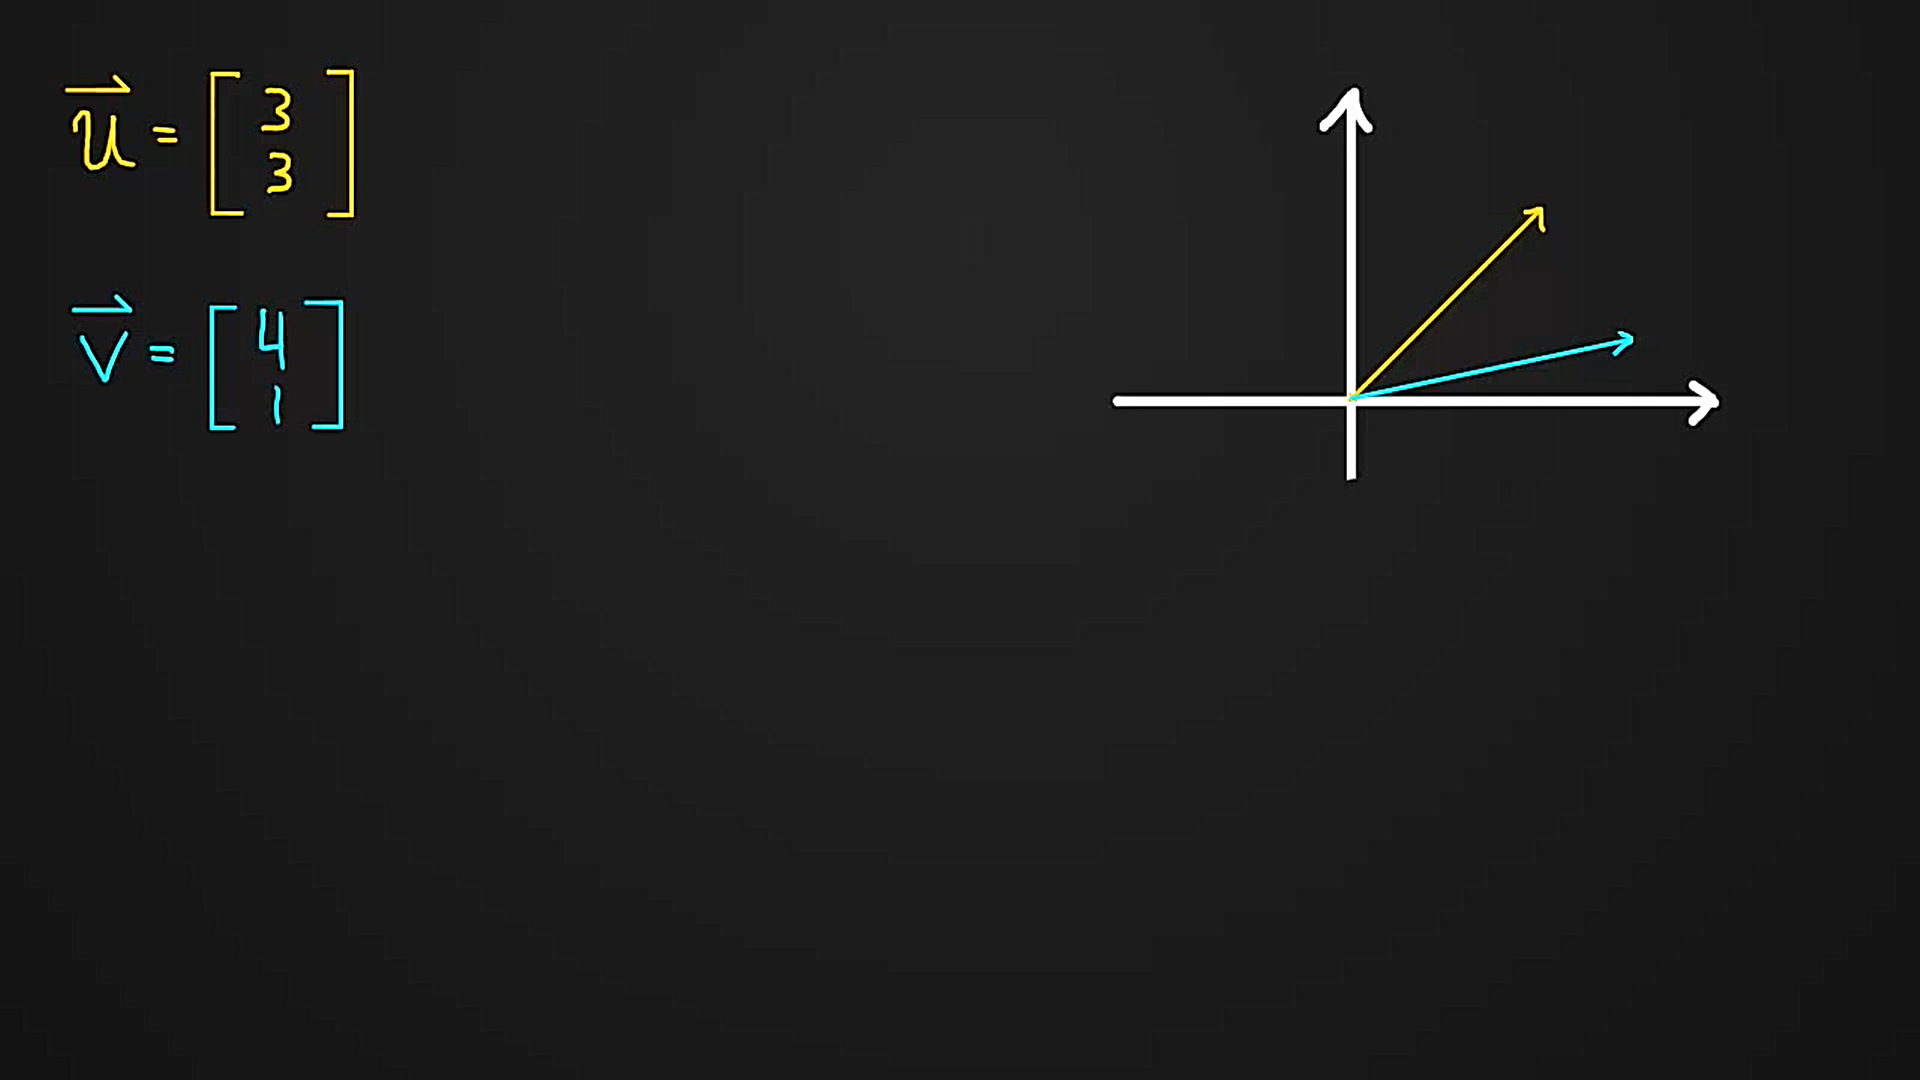 u⃗ = [ 3
3 ]
v⃗ = [ 4
1 ]